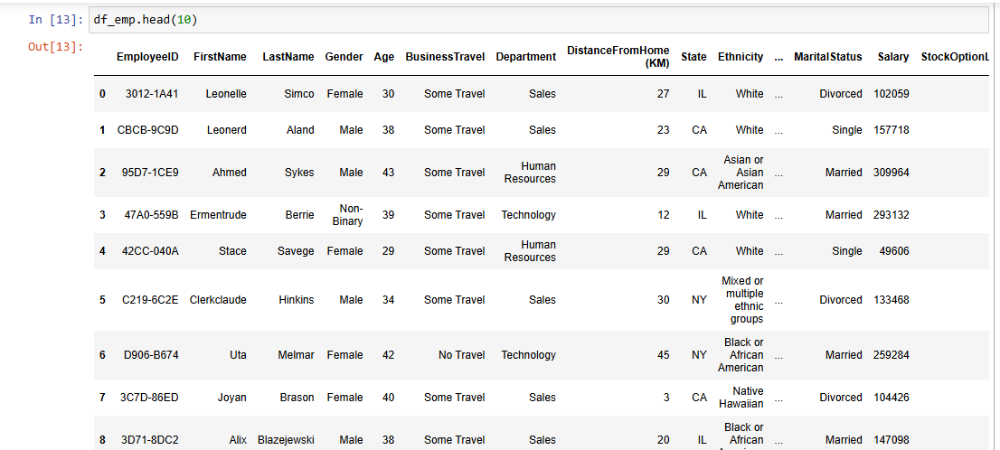 In [13]: df_emp.head(10)
Out[13]:
EmployeeID FirstName LastName Gender Age BusinessTravel Department DistanceFromHome (KM) State Ethnicity ... MaritalStatus Salary StockOptionL
0 3012-1A41 Leonelle Simco Female 30 Some Travel Sales 27 IL White ... Divorced 102059
1 CBCB-9C9D Leonerd Aland Male 38 Some Travel Sales 23 CA White ... Single 157718
2 95D7-1CE9 Ahmed Sykes Male 43 Some Travel Human Resources 29 CA Asian or Asian American ... Married 309964
3 47A0-559B Ermentrude Berrie Non-Binary 39 Some Travel Technology 12 IL White ... Married 293132
4 42CC-040A Stace Savege Female 29 Some Travel Human Resources 29 CA White ... Single 49606
5 C219-6C2E Clerkclaude Hinkins Male 34 Some Travel Sales 30 NY Mixed or multiple ethnic groups ... Divorced 133468
6 D906-B674 Uta Melmar Female 42 No Travel Technology 45 NY Black or African American ... Married 259284
7 3C7D-86ED Joyan Brason Female 40 Some Travel Sales 3 CA Native Hawaiian ... Divorced 104426
8 3D71-8DC2 Alix Blazejewski Male 38 Some Travel Sales 20 IL Black or African ... Married 147098